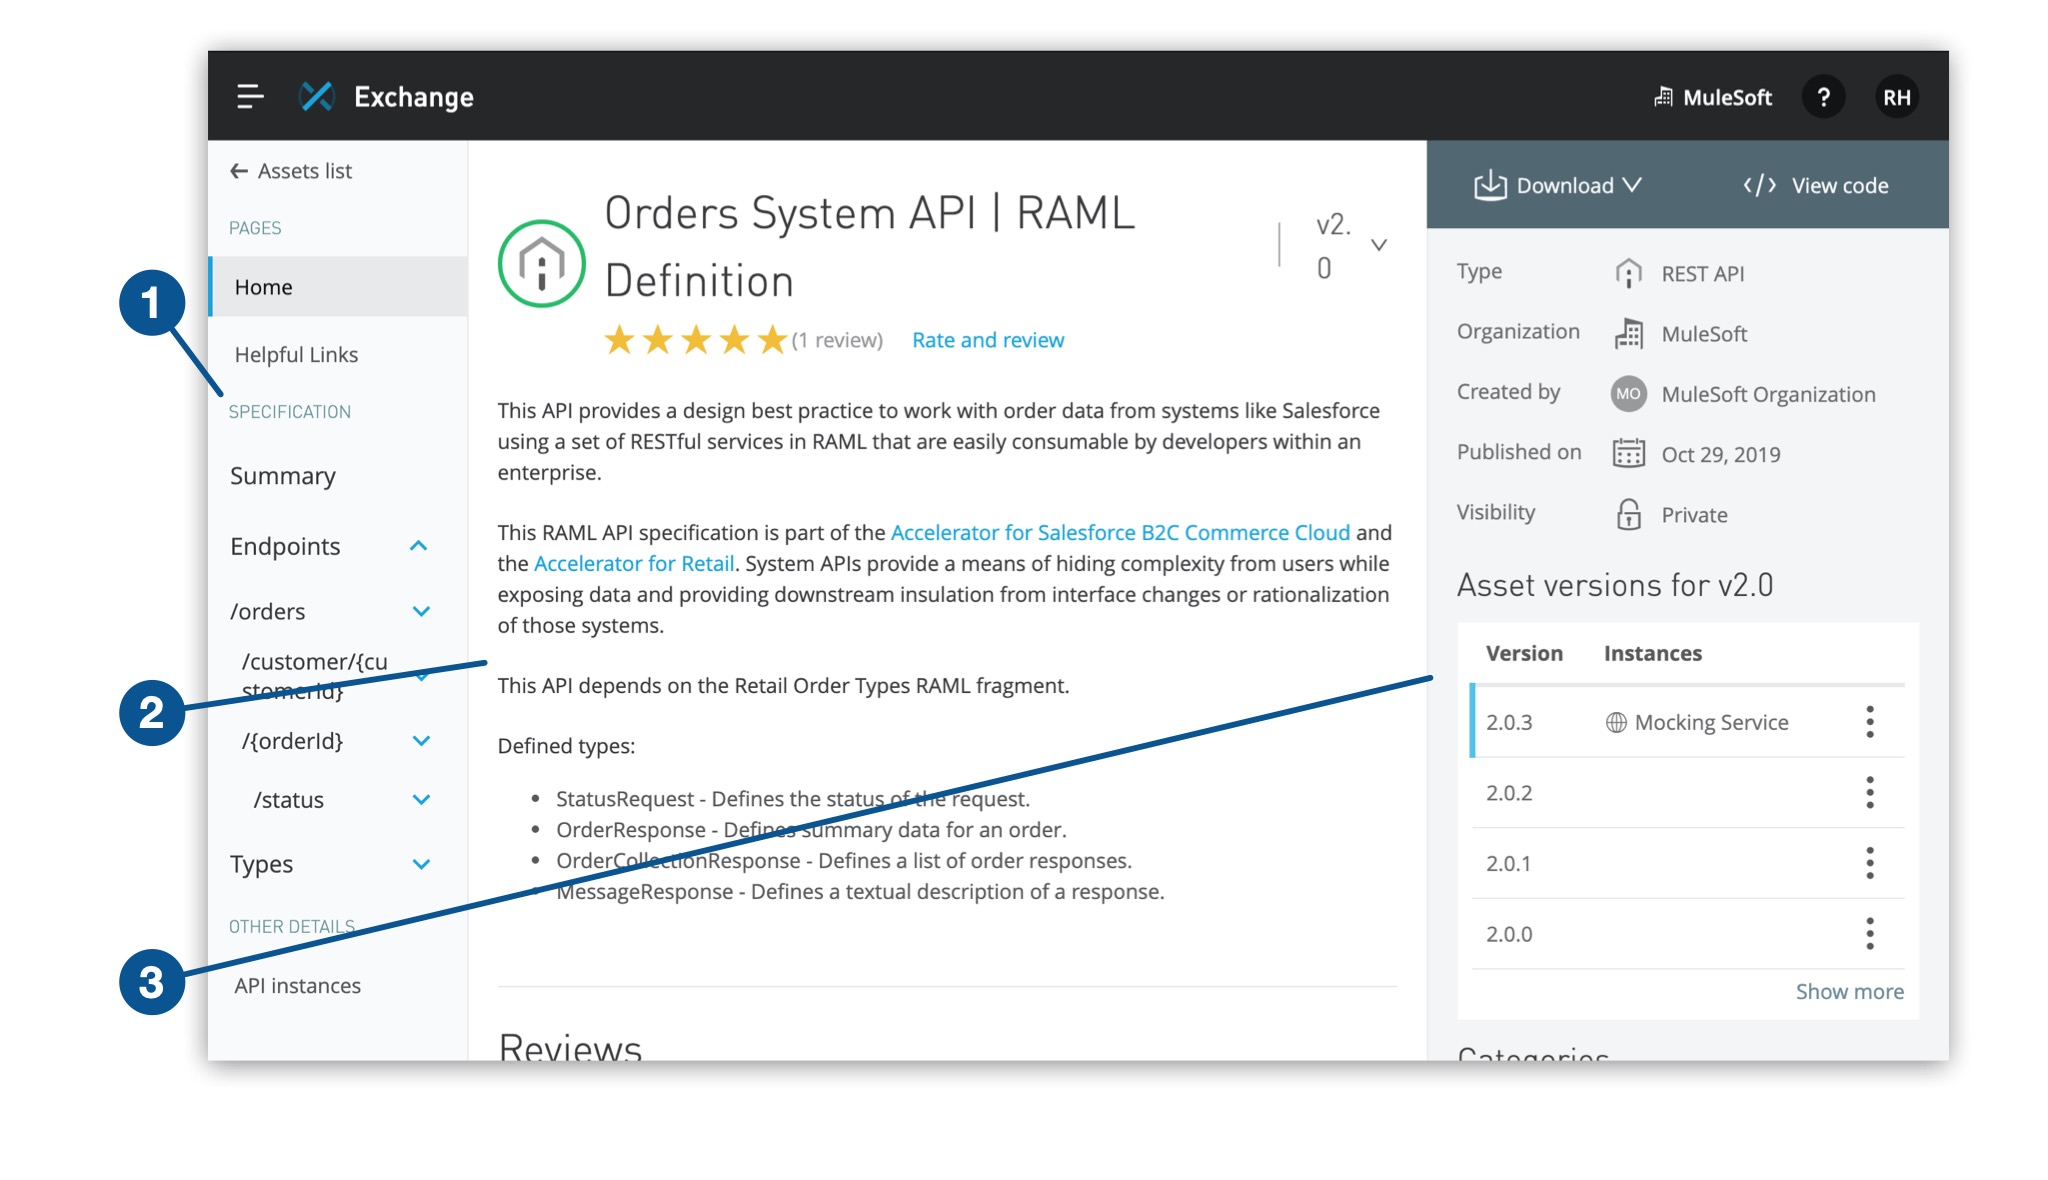 Exchange
MuleSoft
?
RH
Assets list
PAGES
Home
Helpful Links
SPECIFICATION
Summary
Endpoints
/orders
/customer/{cu
stomerId}
/{orderId}
/status
Types
OTHER DETAILS
API instances
1
2
3
Orders System API | RAML
Definition
v2.
0
(1 review)
Rate and review
This API provides a design best practice to work with order data from systems like Salesforce
using a set of RESTful services in RAML that are easily consumable by developers within an
enterprise.
This RAML API specification is part of the Accelerator for Salesforce B2C Commerce Cloud and
the Accelerator for Retail. System APIs provide a means of hiding complexity from users while
exposing data and providing downstream insulation from interface changes or rationalization
of those systems.
This API depends on the Retail Order Types RAML fragment.
Defined types:
• StatusRequest - Defines the status of the request.
• OrderResponse - Defines summary data for an order.
• OrderCollectionResponse - Defines a list of order responses.
• MessageResponse - Defines a textual description of a response.
Reviews
Download
</> View code
Type REST API
Organization MuleSoft
Created by MO MuleSoft Organization
Published on Oct 29, 2019
Visibility Private
Asset versions for v2.0
Version Instances
2.0.3 Mocking Service
2.0.2
2.0.1
2.0.0
Show more
Categories